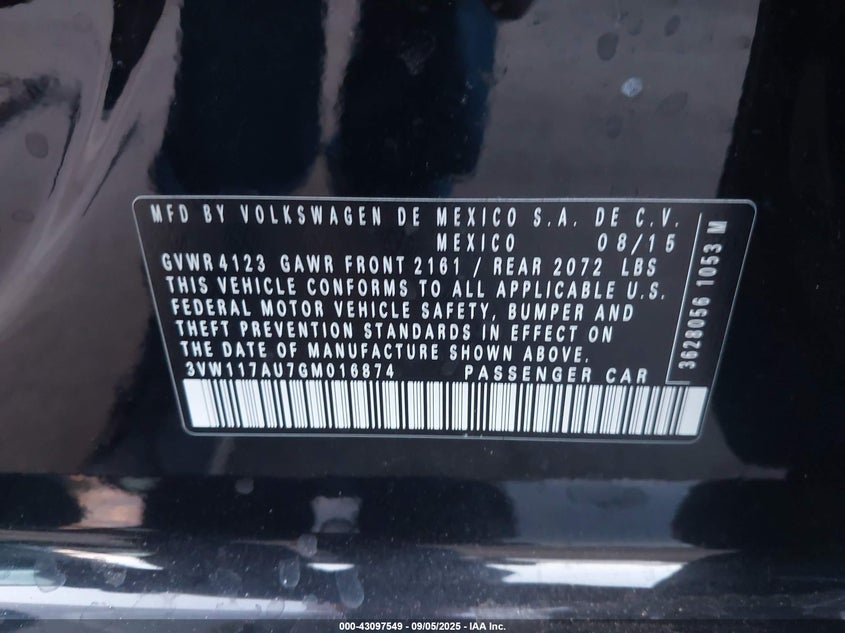 MFD BY VOLKSWAGEN DE MEXICO S.A. DE C.V.
MEXICO 08/15
GVWR 4123 GAWR FRONT 2161 / REAR 2072 LBS
THIS VEHICLE CONFORMS TO ALL APPLICABLE U.S.
FEDERAL MOTOR VEHICLE SAFETY, BUMPER AND
THEFT PREVENTION STANDARDS IN EFFECT ON
THE DATE OF MANUFACTURE SHOWN ABOVE.
3VW117AU7GM016874 PASSENGER CAR
3628056 1053 M
000-43097549 - 09/05/2025 - IAA Inc.